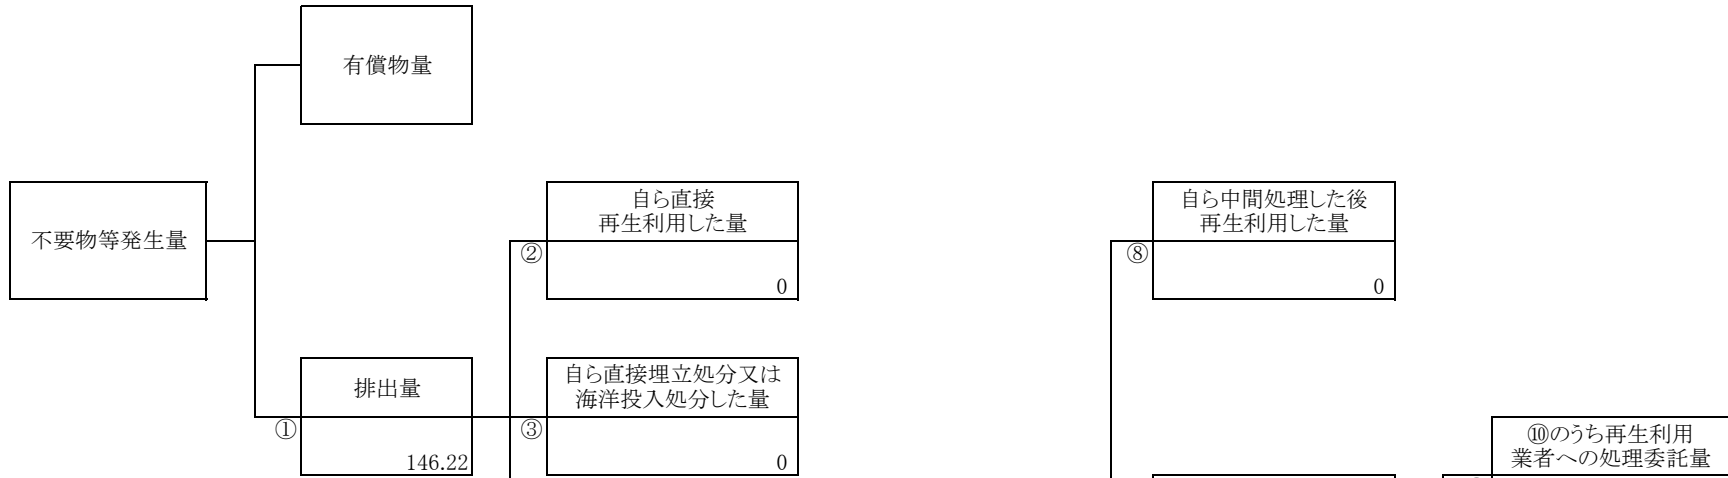 有償物量
不要物等発生量
自ら直接
再生利用した量
②
0
自ら中間処理した後
再生利用した量
⑧
0
排出量
①
146.22
自ら直接埋立処分又は
海洋投入処分した量
③
0
⑩のうち再生利用
業者への処理委託量